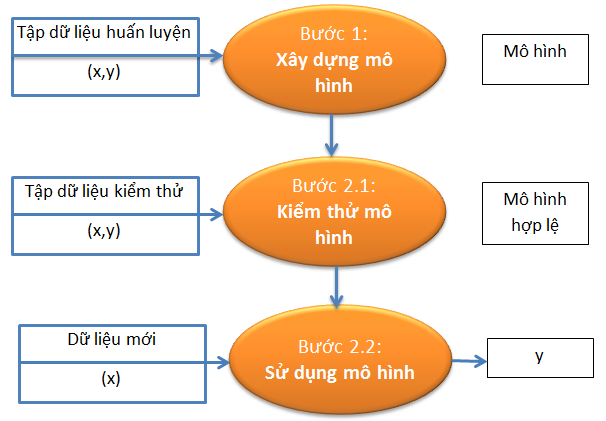 Tập dữ liệu huấn luyện
(x,y)
Bước 1:
Xây dựng mô
hình
Mô hình
Tập dữ liệu kiểm thử
(x,y)
Bước 2.1:
Kiểm thử mô
hình
Mô hình
hợp lệ
Dữ liệu mới
(x)
Bước 2.2:
Sử dụng mô hình
y